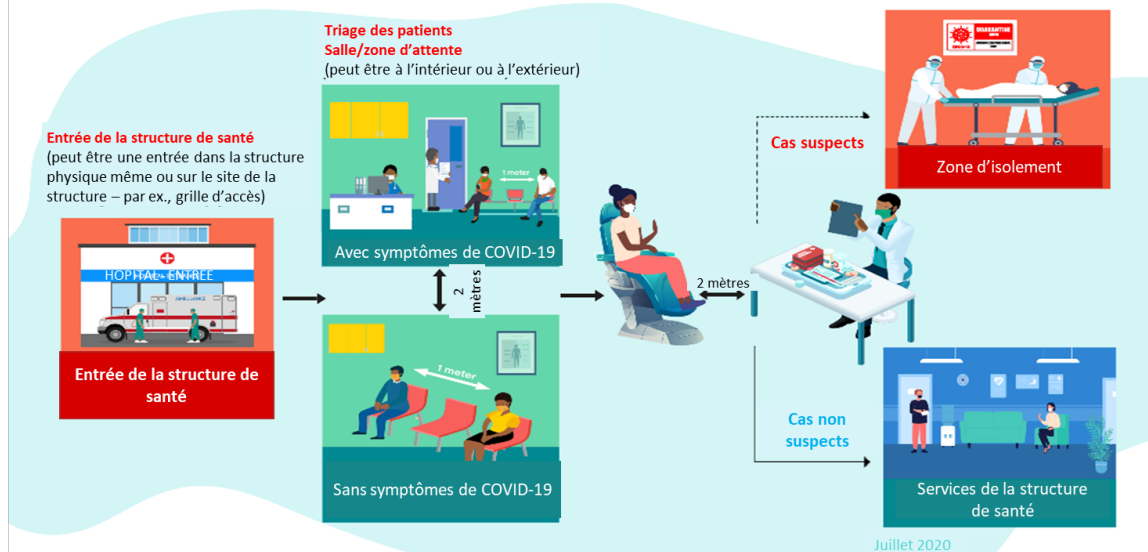 Entrée de la structure de santé
(peut être une entrée dans la structure
physique même ou sur le site de la
structure – par ex., grille d’accès)
HOPITAL- ENTREE
AMBULANCE
Entrée de la structure de
santé
Triage des patients
Salle/zone d’attente
(peut être à l’intérieur ou à l’extérieur)
1 meter
Avec symptômes de COVID-19
2
mètres
1 meter
Sans symptômes de COVID-19
2 mètres
Cas suspects
QUARANTINE
Zone d’isolement
Cas non
suspects
Services de la structure
de santé
Juillet 2020